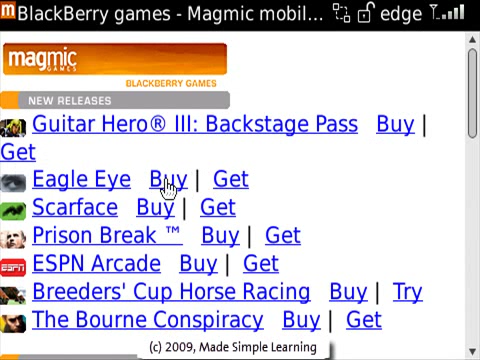 BlackBerry games - Magmic mobil... edge
magmic
GAMES
BLACKBERRY GAMES
NEW RELEASES
Guitar Hero® III: Backstage Pass Buy |
Get
Eagle Eye Buy | Get
Scarface Buy | Get
Prison Break ™ Buy | Get
ESPN Arcade Buy | Get
Breeders' Cup Horse Racing Buy | Try
The Bourne Conspiracy Buy | Get
(c) 2009, Made Simple Learning